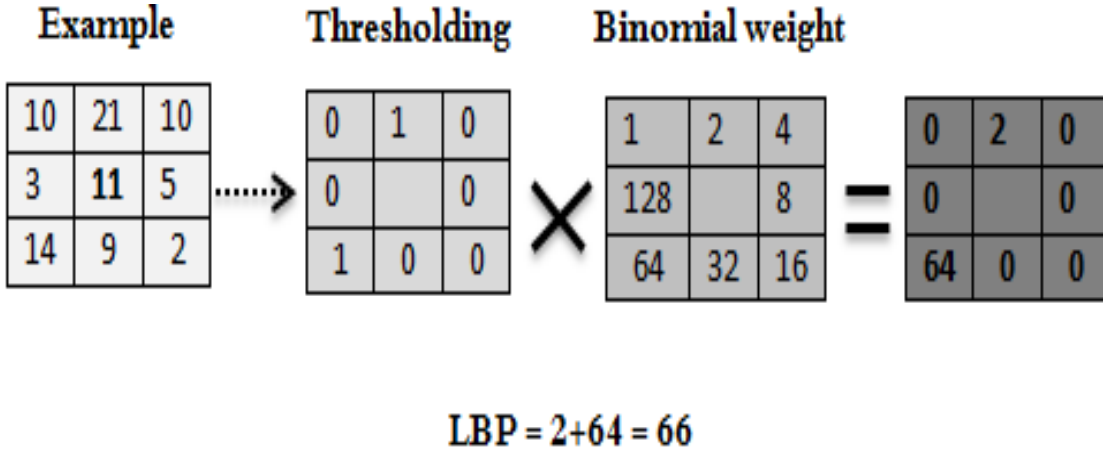 Example Thresholding Binomial weight
10 21 10 0 1 0 1 2 4 0 2 0
3 11 5 0 0 128 8 0 0
14 9 2 1 0 0 64 32 16 64 0 0
LBP = 2+64 = 66